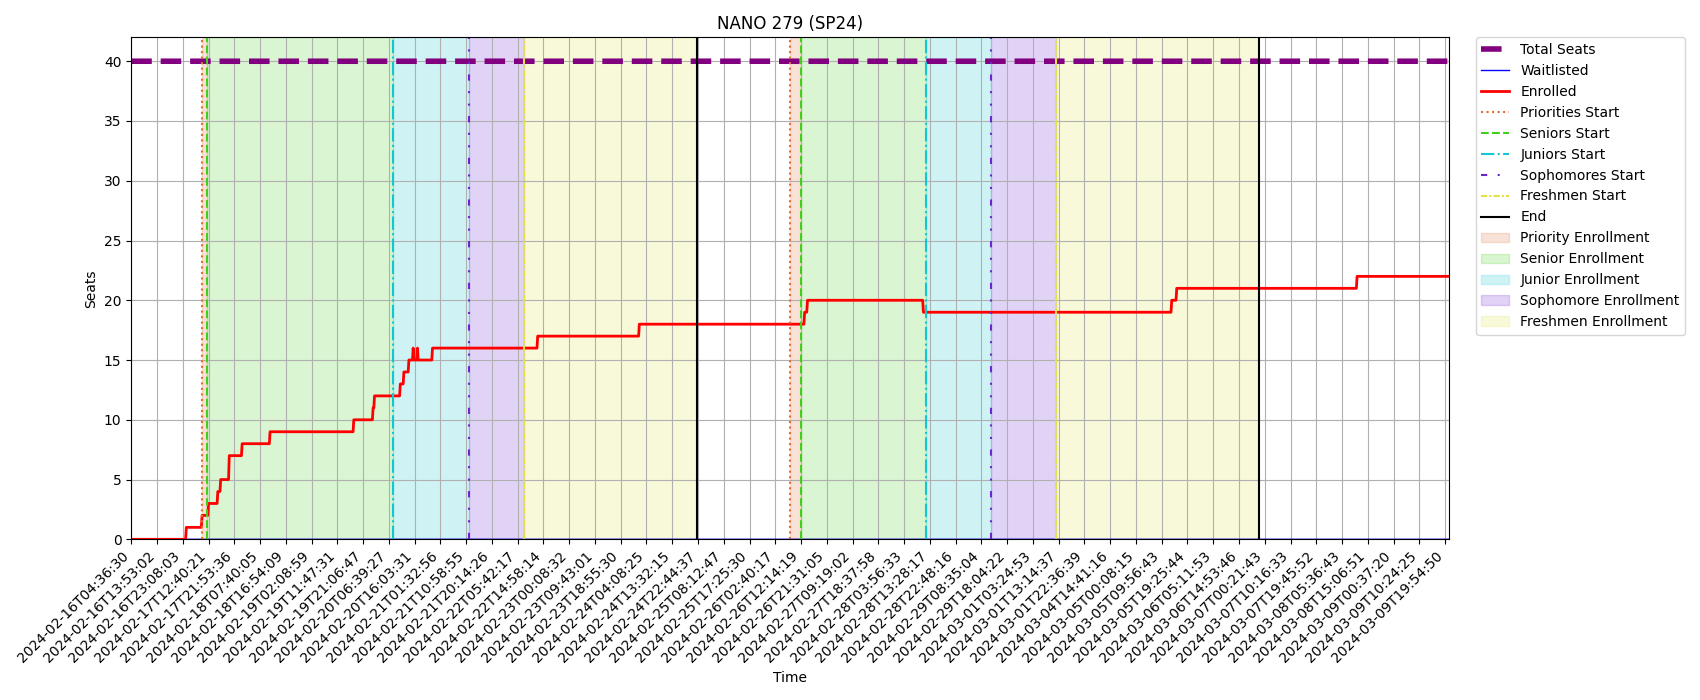 NANO 279 (SP24)
Seats
40
35
30
25
20
15
10
5
0
2024-02-16T04:36:30
2024-02-16T13:53:02
2024-02-16T23:08:03
2024-02-17T12:40:21
2024-02-17T21:53:36
2024-02-18T07:40:05
2024-02-18T16:54:09
2024-02-19T02:08:59
2024-02-19T11:47:31
2024-02-19T21:06:47
2024-02-20T06:39:27
2024-02-20T16:03:31
2024-02-21T01:32:56
2024-02-21T10:58:55
2024-02-21T20:14:26
2024-02-22T05:42:17
2024-02-22T14:58:14
2024-02-23T00:08:32
2024-02-23T09:43:01
2024-02-23T18:55:30
2024-02-24T04:08:25
2024-02-24T13:32:15
2024-02-24T22:44:37
2024-02-25T08:12:47
2024-02-25T17:25:30
2024-02-26T02:40:17
2024-02-26T12:14:19
2024-02-26T21:31:05
2024-02-27T09:19:02
2024-02-27T18:37:58
2024-02-28T03:56:33
2024-02-28T13:28:17
2024-02-28T22:48:16
2024-02-29T08:35:04
2024-02-29T18:04:22
2024-03-01T03:24:53
2024-03-01T13:14:37
2024-03-01T22:36:39
2024-03-04T14:41:16
2024-03-05T00:08:15
2024-03-05T09:56:43
2024-03-05T19:25:44
2024-03-06T05:11:53
2024-03-06T14:53:46
2024-03-07T00:21:43
2024-03-07T10:16:33
2024-03-07T19:45:52
2024-03-08T05:36:43
2024-03-08T15:06:51
2024-03-09T00:37:20
2024-03-09T10:24:25
2024-03-09T19:54:50
Time
Total Seats
Waitlisted
Enrolled
Priorities Start
Seniors Start
Juniors Start
Sophomores Start
Freshmen Start
End
Priority Enrollment
Senior Enrollment
Junior Enrollment
Sophomore Enrollment
Freshmen Enrollment